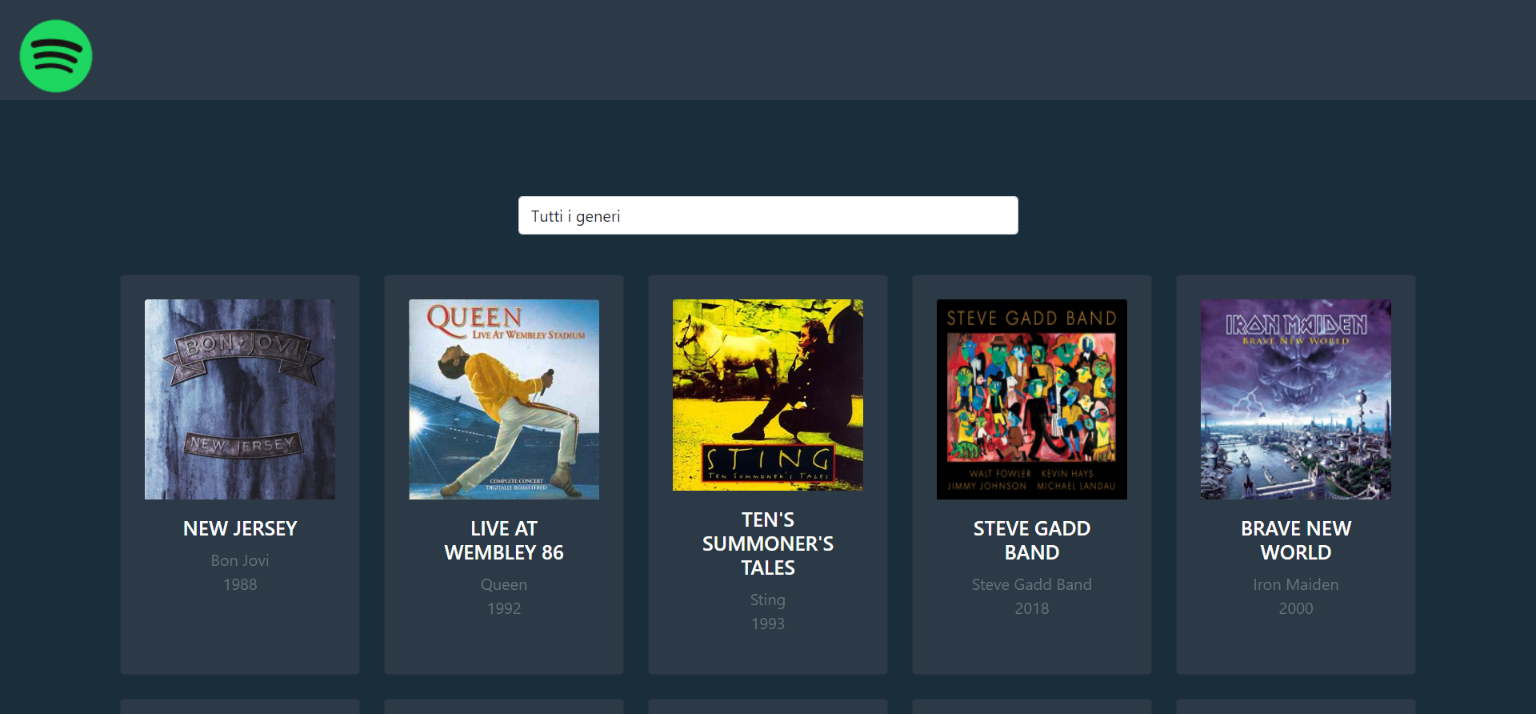 Tutti i generi
BON JOVI
NEW JERSEY
NEW JERSEY
Bon Jovi
1988
QUEEN
LIVE AT WEMBLEY STADIUM
COMPLETE CONCERT
DIGITALLY REMASTERED
LIVE AT
WEMBLEY 86
Queen
1992
STING
TEN SUMMONER'S TALES
TEN'S
SUMMONER'S
TALES
Sting
1993
STEVE GADD BAND
WALT FOWLER KEVIN HAYS
JIMMY JOHNSON MICHAEL LANDAU
STEVE GADD
BAND
Steve Gadd Band
2018
IRON MAIDEN
BRAVE NEW WORLD
BRAVE NEW
WORLD
Iron Maiden
2000